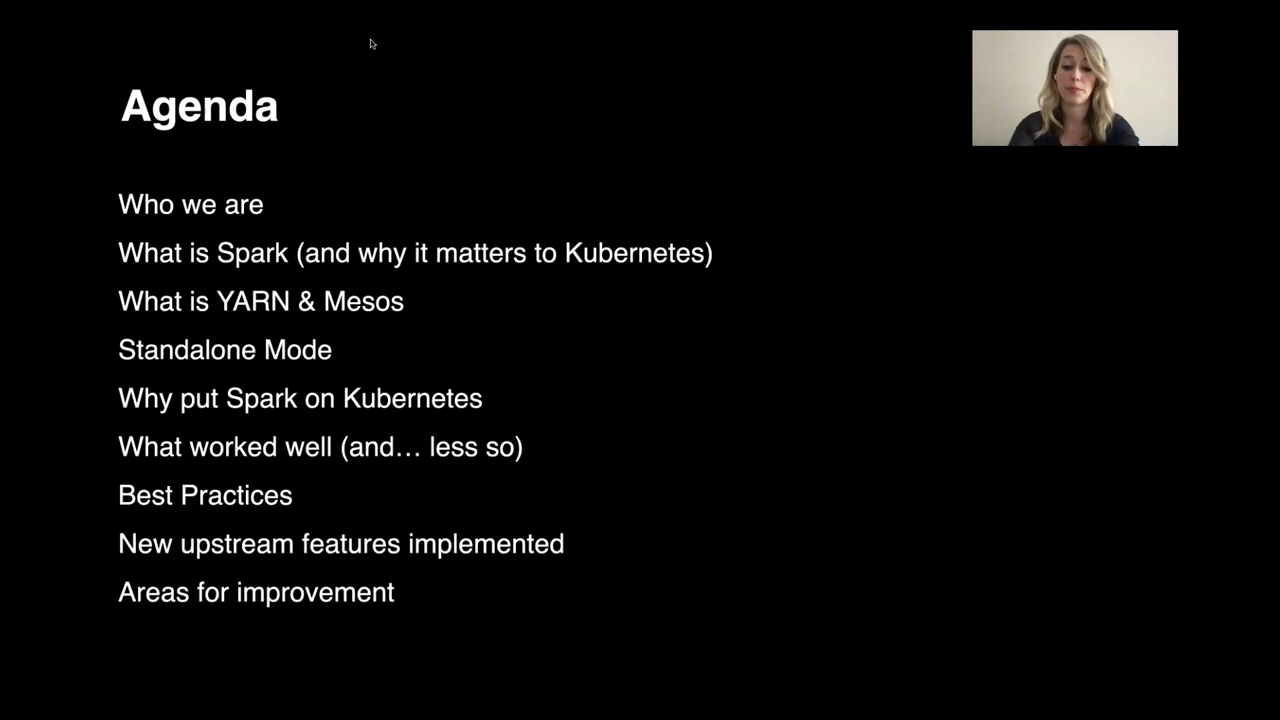 Agenda
Who we are
What is Spark (and why it matters to Kubernetes)
What is YARN & Mesos
Standalone Mode
Why put Spark on Kubernetes
What worked well (and… less so)
Best Practices
New upstream features implemented
Areas for improvement